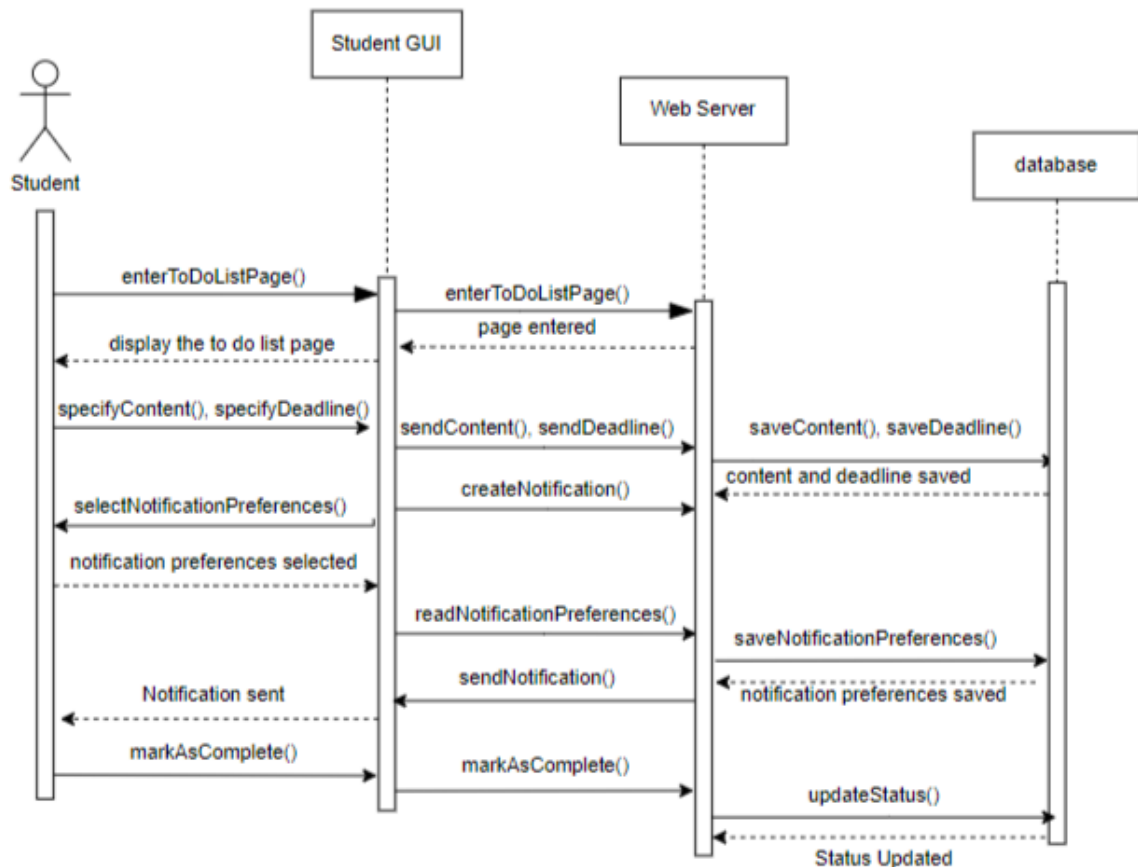 Student GUI
Web Server
database
Student
enterToDoListPage()
enterToDoListPage()
page entered
display the to do list page
specifyContent(), specifyDeadline()
sendContent(), sendDeadline()
saveContent(), saveDeadline()
content and deadline saved
createNotification()
selectNotificationPreferences()
notification preferences selected
readNotificationPreferences()
saveNotificationPreferences()
sendNotification()
notification preferences saved
Notification sent
markAsComplete()
markAsComplete()
updateStatus()
Status Updated